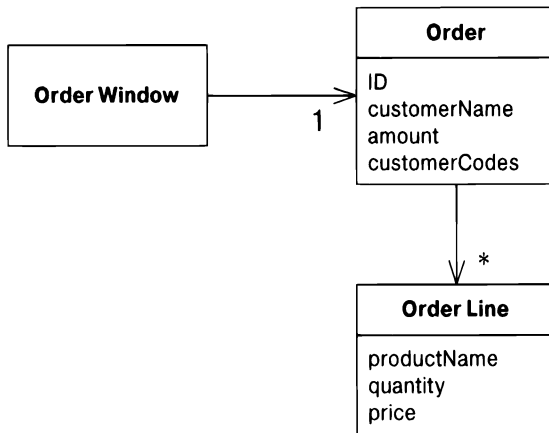 Order Window
1
Order
ID
customerName
amount
customerCodes
*
Order Line
productName
quantity
price